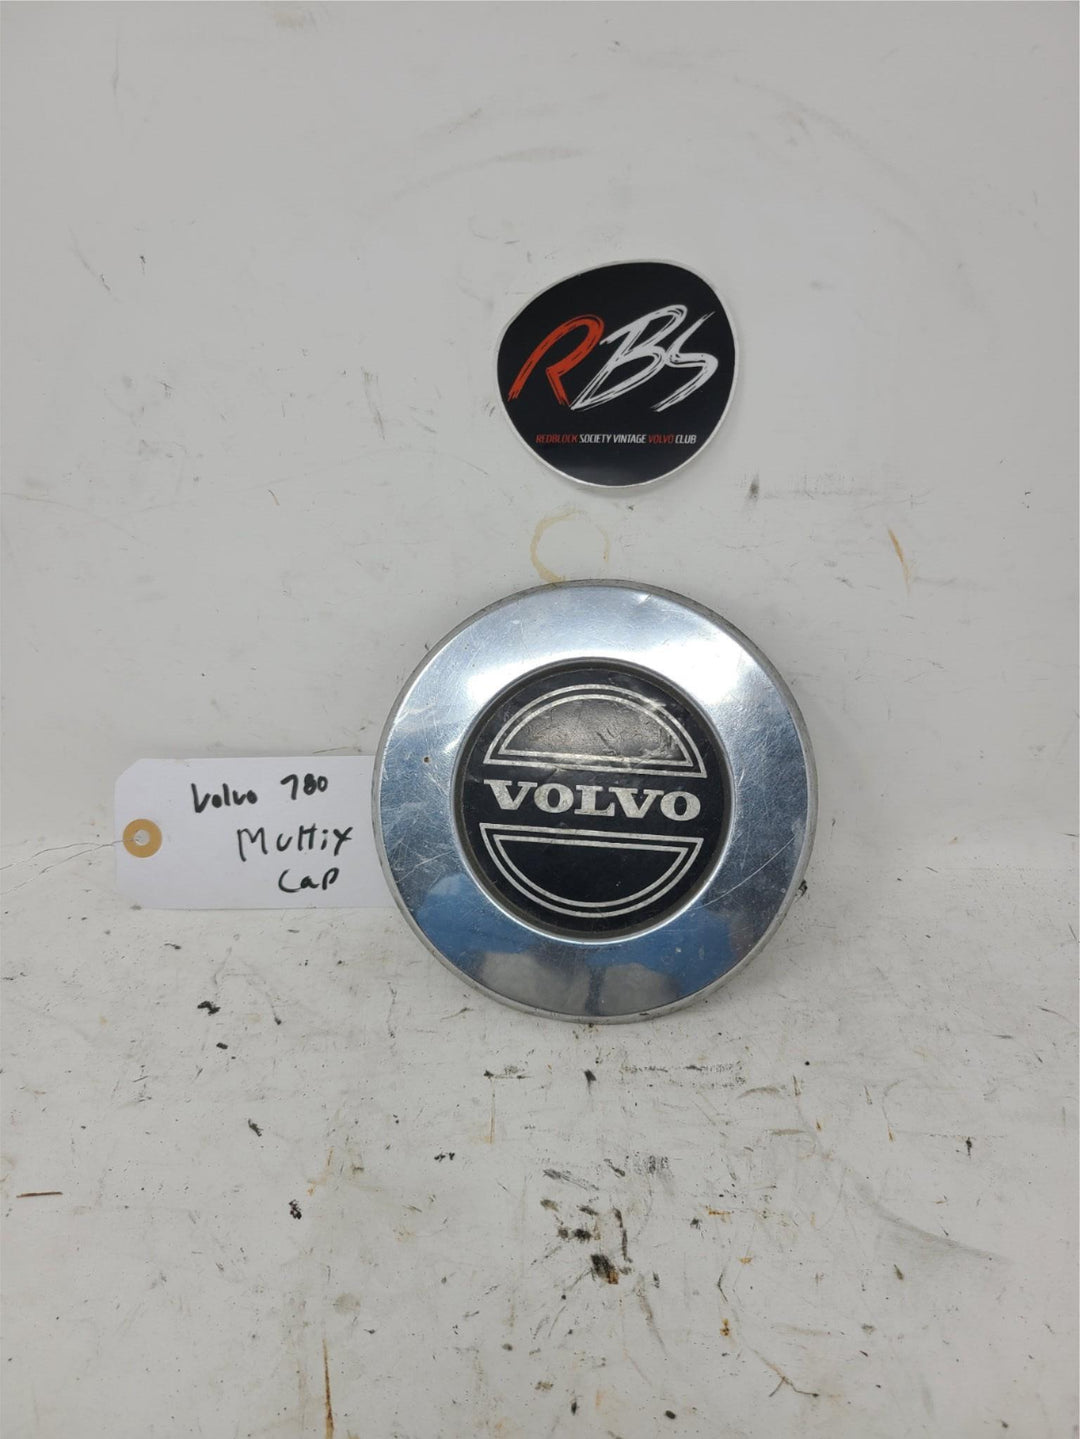 RBS
REDBLOCK SOCIETY VINTAGE VOLVO CLUB
VOLVO
Volvo 780
Multix
Cap